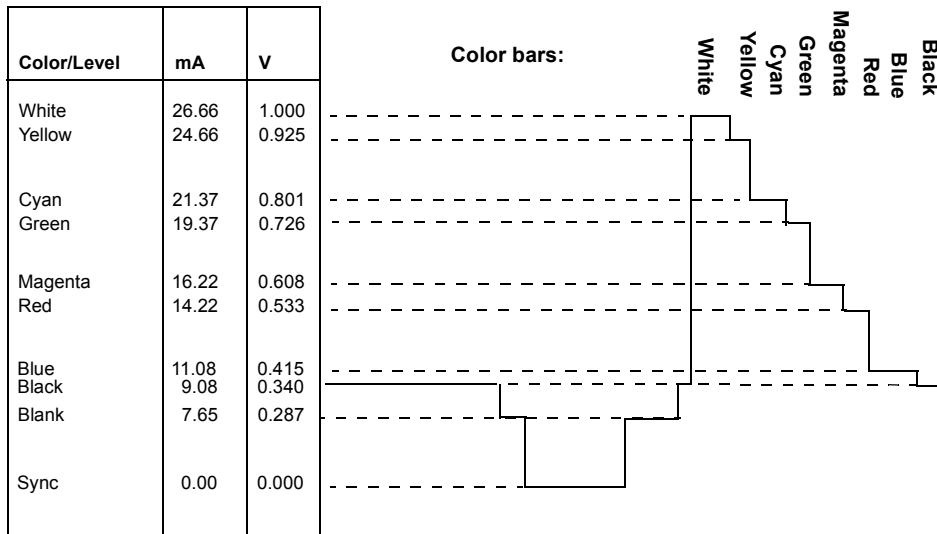 Color/Level mA V
White 26.66 1.000
Yellow 24.66 0.925
Cyan 21.37 0.801
Green 19.37 0.726
Magenta 16.22 0.608
Red 14.22 0.533
Blue 11.08 0.415
Black 9.08 0.340
Blank 7.65 0.287
Sync 0.00 0.000
Color bars:
White
Yellow
Cyan
Green
Magenta
Red
Blue
Black